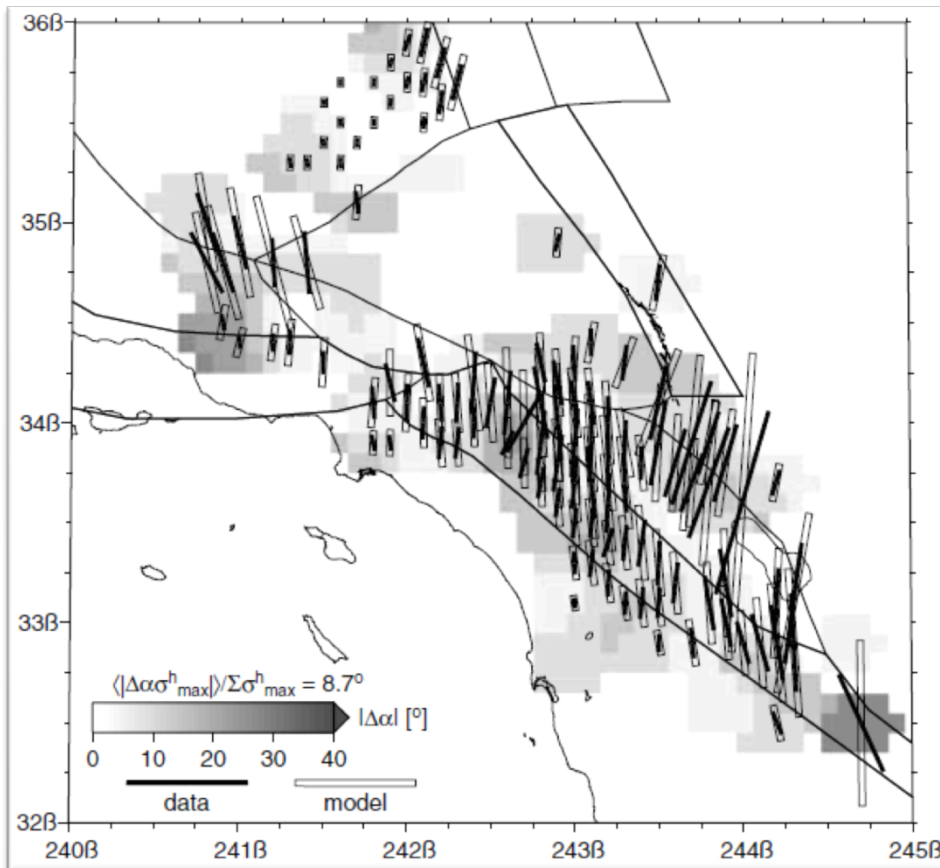 36ß
35ß
34ß
33ß
32ß
⟨|Δασʰmax|⟩/Σσʰmax = 8.7º
|Δα| [º]
0 10 20 30 40
data model
240ß 241ß 242ß 243ß 244ß 245ß